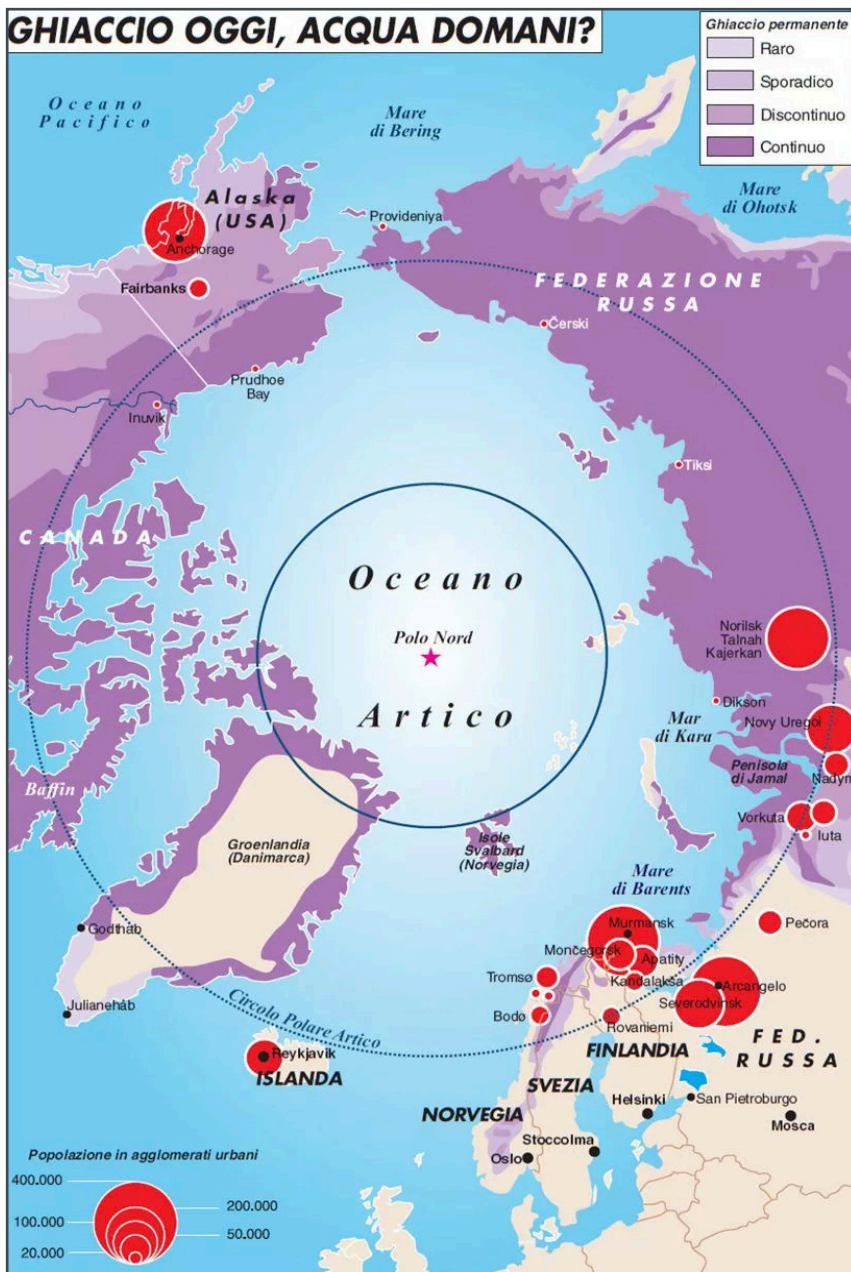 GHIACCIO OGGI, ACQUA DOMANI?
Ghiaccio permanente
Raro
Sporadico
Discontinuo
Continuo
Oceano
Pacifico
Mare
di Bering
Mare
di Ohotsk
Alaska
(USA)
Anchorage
Provideniya
Fairbanks
FEDERAZIONE
RUSSA
Čerski
Prudhoe
Bay
Inuvik
Tiksi
CANADA
Oceano
Polo Nord
Artico
Norilsk
Talnah
Kajerkan
Dikson
Novy Uregoi
Mar
di Kara
Penisola
di Jamal
Nadym
Baffin
Vorkuta
Iuta
Groenlandia
(Danimarca)
Isole
Svalbard
(Norvegia)
Mare
di Barents
Godthåb
Murmansk
Pečora
Mončegorsk
Apatity
Tromsø
Kandalaksa
Arcangelo
Severodvinsk
Julianehåb
Bodø
Rovaniemi
Circolo Polare Artico
Reykjavik
ISLANDA
FINLANDIA
FED.
RUSSA
SVEZIA
NORVEGIA
Helsinki
San Pietroburgo
Mosca
Stoccolma
Oslo
Popolazione in agglomerati urbani
400.000
200.000
100.000
50.000
20.000